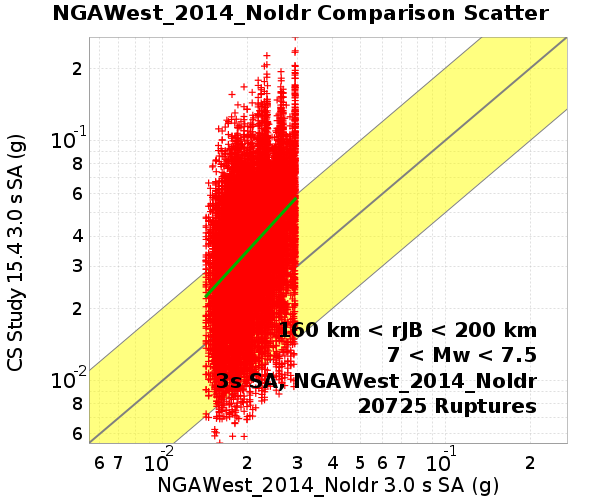 NGAWest_2014_NoIdr Comparison Scatter
CS Study 15.4 3.0 s SA (g)
2
10-1
8
6
4
3
2
10-2
8
6
160 km < rJB < 200 km
7 < Mw < 7.5
3s SA, NGAWest_2014_NoIdr
20725 Ruptures
6 7 10-2 2 3 4 5 6 7 10-1 2
NGAWest_2014_NoIdr 3.0 s SA (g)